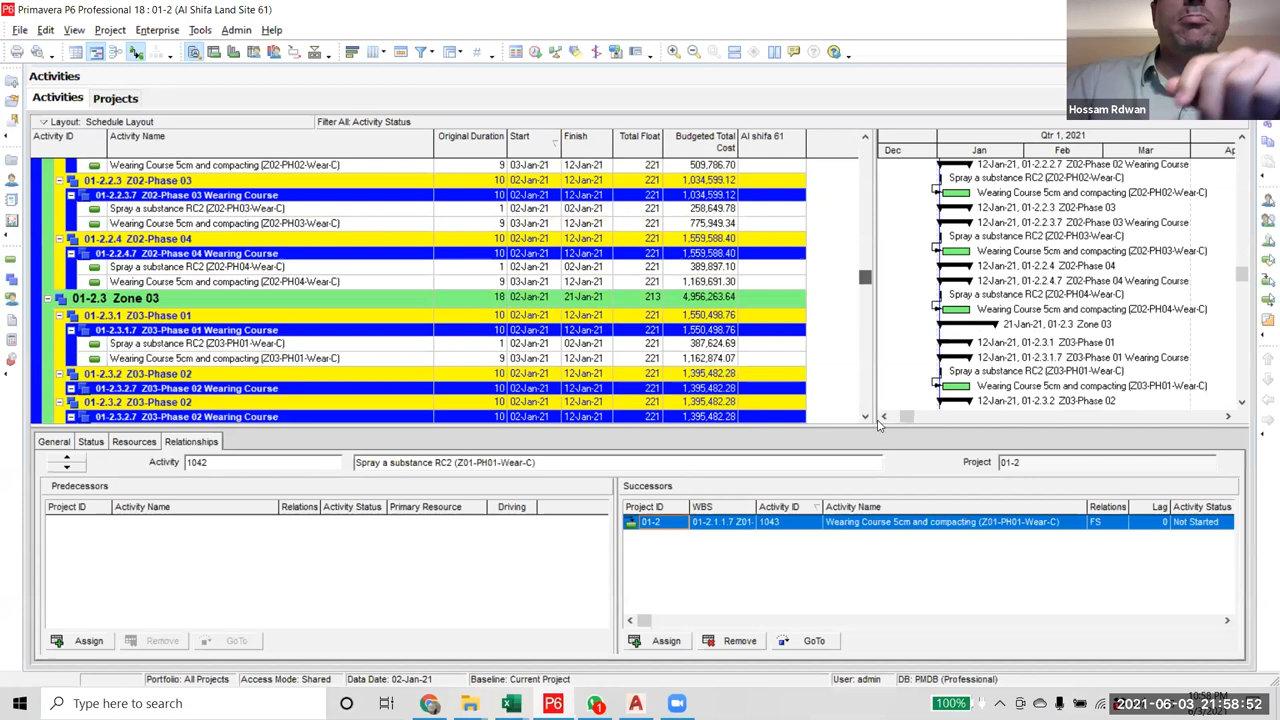 Primavera P6 Professional 18 : 01-2 (Al Shifa Land Site 61)
File Edit View Project Enterprise Tools Admin Help
Hossam Rdwan
Activities
Activities Projects
Layout: Schedule Layout Filter All: Activity Status
Activity ID Activity Name Original Duration Start Finish Total Float Budgeted Total Cost Al shifa 61
Wearing Course 5cm and compacting (Z02-PH02-Wear-C) 9 03-Jan-21 12-Jan-21 221 509,786.70
01-2.2.3 Z02-Phase 03 10 02-Jan-21 12-Jan-21 221 1,034,599.12
01-2.2.3.7 Z02-Phase 03 Wearing Course 10 02-Jan-21 12-Jan-21 221 1,034,599.12
Spray a substance RC2 (Z02-PH03-Wear-C) 1 02-Jan-21 02-Jan-21 221 258,649.78
Wearing Course 5cm and compacting (Z02-PH03-Wear-C) 9 03-Jan-21 12-Jan-21 221 775,949.34
01-2.2.4 Z02-Phase 04 10 02-Jan-21 12-Jan-21 221 1,559,588.40
01-2.2.4.7 Z02-Phase 04 Wearing Course 10 02-Jan-21 12-Jan-21 221 1,559,588.40
Spray a substance RC2 (Z02-PH04-Wear-C) 1 02-Jan-21 02-Jan-21 221 389,897.10
Wearing Course 5cm and compacting (Z02-PH04-Wear-C) 9 03-Jan-21 12-Jan-21 221 1,169,691.30
01-2.3 Zone 03 18 02-Jan-21 21-Jan-21 213 4,956,263.64
01-2.3.1 Z03-Phase 01 10 02-Jan-21 12-Jan-21 221 1,550,498.76
01-2.3.1.7 Z03-Phase 01 Wearing Course 10 02-Jan-21 12-Jan-21 221 1,550,498.76
Spray a substance RC2 (Z03-PH01-Wear-C) 1 02-Jan-21 02-Jan-21 221 387,624.69
Wearing Course 5cm and compacting (Z03-PH01-Wear-C) 9 03-Jan-21 12-Jan-21 221 1,162,874.07
01-2.3.2 Z03-Phase 02 10 02-Jan-21 12-Jan-21 221 1,395,482.28
01-2.3.2.7 Z03-Phase 02 Wearing Course 10 02-Jan-21 12-Jan-21 221 1,395,482.28
01-2.3.2 Z03-Phase 02 10 02-Jan-21 12-Jan-21 221 1,395,482.28
01-2.3.2.7 Z03-Phase 02 Wearing Course 10 02-Jan-21 12-Jan-21 221 1,395,482.28
Qtr 1, 2021
Dec Jan Feb Mar Ap
12-Jan-21, 01-2.2.2.7 Z02-Phase 02 Wearing Course
Spray a substance RC2 (Z02-PH02-Wear-C)
Wearing Course 5cm and compacting (Z02-PH02-Wear-C)
12-Jan-21, 01-2.2.3 Z02-Phase 03
12-Jan-21, 01-2.2.3.7 Z02-Phase 03 Wearing Course
Spray a substance RC2 (Z02-PH03-Wear-C)
Wearing Course 5cm and compacting (Z02-PH03-Wear-C)
12-Jan-21, 01-2.2.4 Z02-Phase 04
12-Jan-21, 01-2.2.4.7 Z02-Phase 04 Wearing Course
Spray a substance RC2 (Z02-PH04-Wear-C)
Wearing Course 5cm and compacting (Z02-PH04-Wear-C)
21-Jan-21, 01-2.3 Zone 03
12-Jan-21, 01-2.3.1 Z03-Phase 01
12-Jan-21, 01-2.3.1.7 Z03-Phase 01 Wearing Course
Spray a substance RC2 (Z03-PH01-Wear-C)
Wearing Course 5cm and compacting (Z03-PH01-Wear-C)
12-Jan-21, 01-2.3.2 Z03-Phase 02
General Status Resources Relationships
Activity 1042 Spray a substance RC2 (Z01-PH01-Wear-C) Project 01-2
Predecessors
Project ID Activity Name Relations Activity Status Primary Resource Driving
Assign Remove GoTo
Successors
Project ID WBS Activity ID Activity Name Relations Lag Activity Status
01-2 01-2.1.1.7 Z01- 1043 Wearing Course 5cm and compacting (Z01-PH01-Wear-C) FS 0 Not Started
Assign Remove GoTo
Portfolio: All Projects Access Mode: Shared Data Date: 02-Jan-21 Baseline: Current Project User: admin DB: PMDB (Professional)
Type here to search
100%
2021-06-03 21:58:52